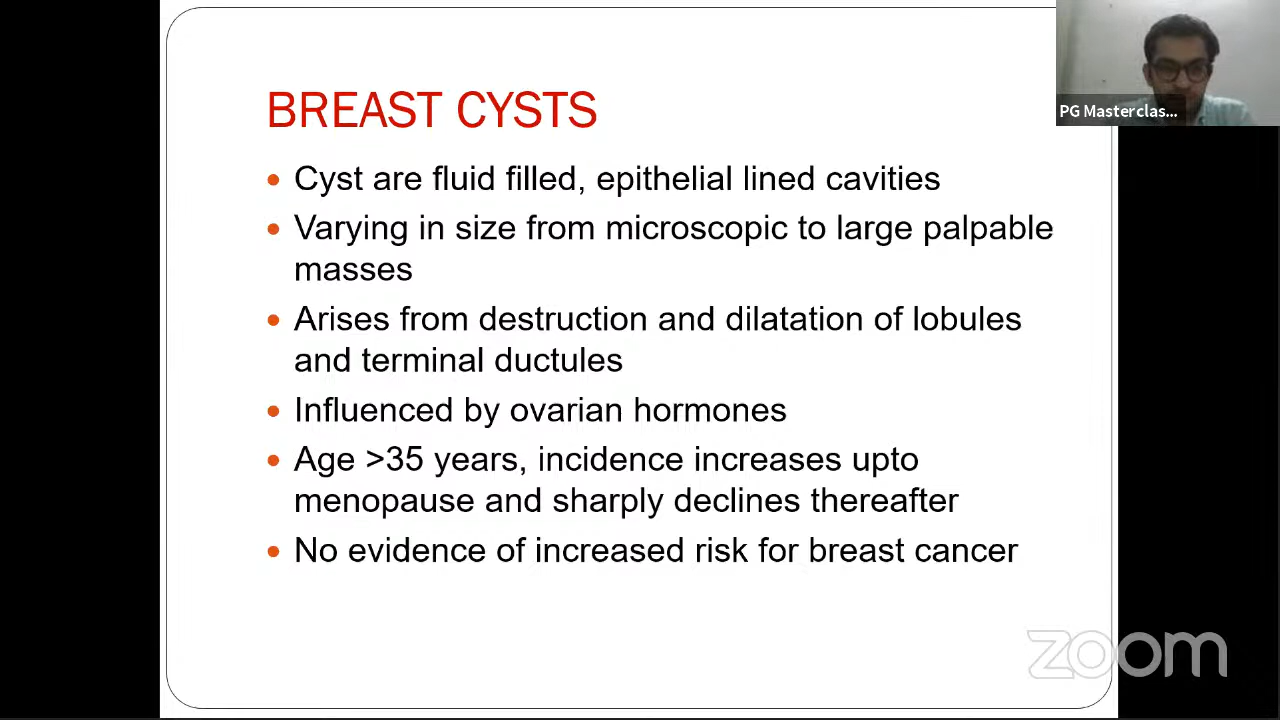 BREAST CYSTS
• Cyst are fluid filled, epithelial lined cavities
• Varying in size from microscopic to large palpable
masses
• Arises from destruction and dilatation of lobules
and terminal ductules
• Influenced by ovarian hormones
• Age >35 years, incidence increases upto
menopause and sharply declines thereafter
• No evidence of increased risk for breast cancer
PG Masterclas...
zoom